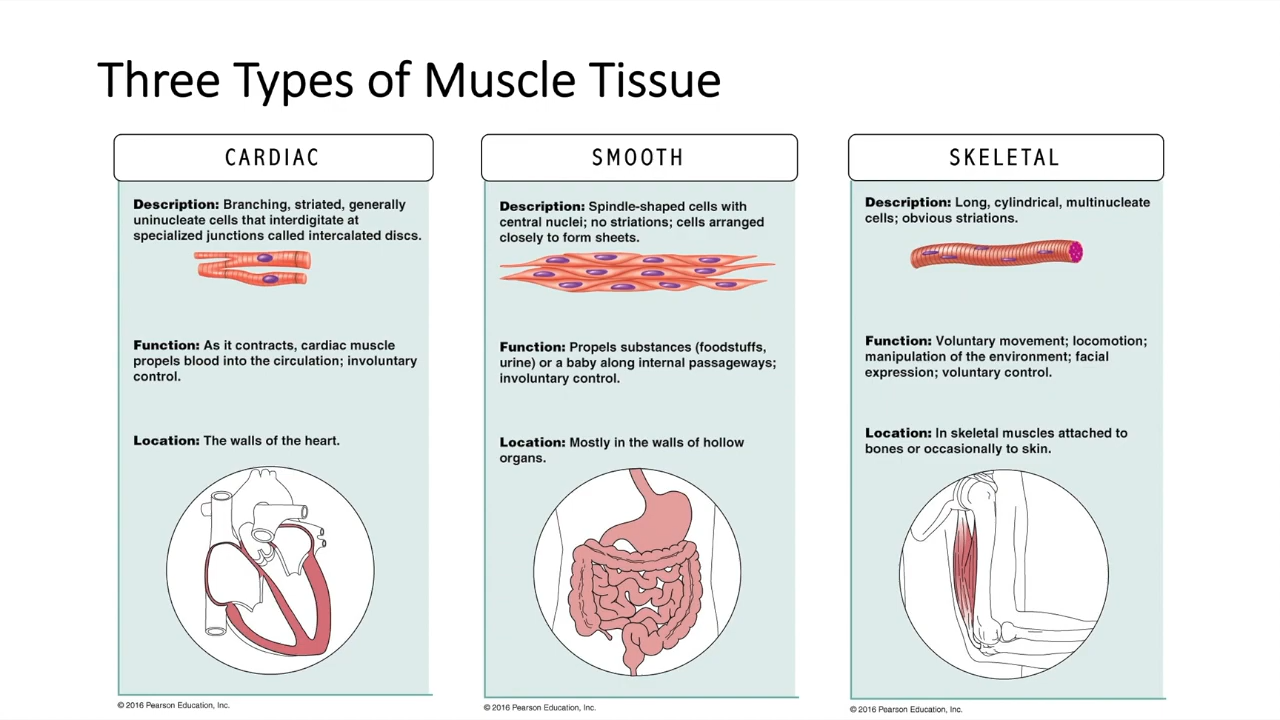 Three Types of Muscle Tissue
CARDIAC
Description: Branching, striated, generally
uninucleate cells that interdigitate at
specialized junctions called intercalated discs.
Function: As it contracts, cardiac muscle
propels blood into the circulation; involuntary
control.
Location: The walls of the heart.
© 2016 Pearson Education, Inc.
SMOOTH
Description: Spindle-shaped cells with
central nuclei; no striations; cells arranged
closely to form sheets.
Function: Propels substances (foodstuffs,
urine) or a baby along internal passageways;
involuntary control.
Location: Mostly in the walls of hollow
organs.
© 2016 Pearson Education, Inc.
SKELETAL
Description: Long, cylindrical, multinucleate
cells; obvious striations.
Function: Voluntary movement; locomotion;
manipulation of the environment; facial
expression; voluntary control.
Location: In skeletal muscles attached to
bones or occasionally to skin.
© 2016 Pearson Education, Inc.